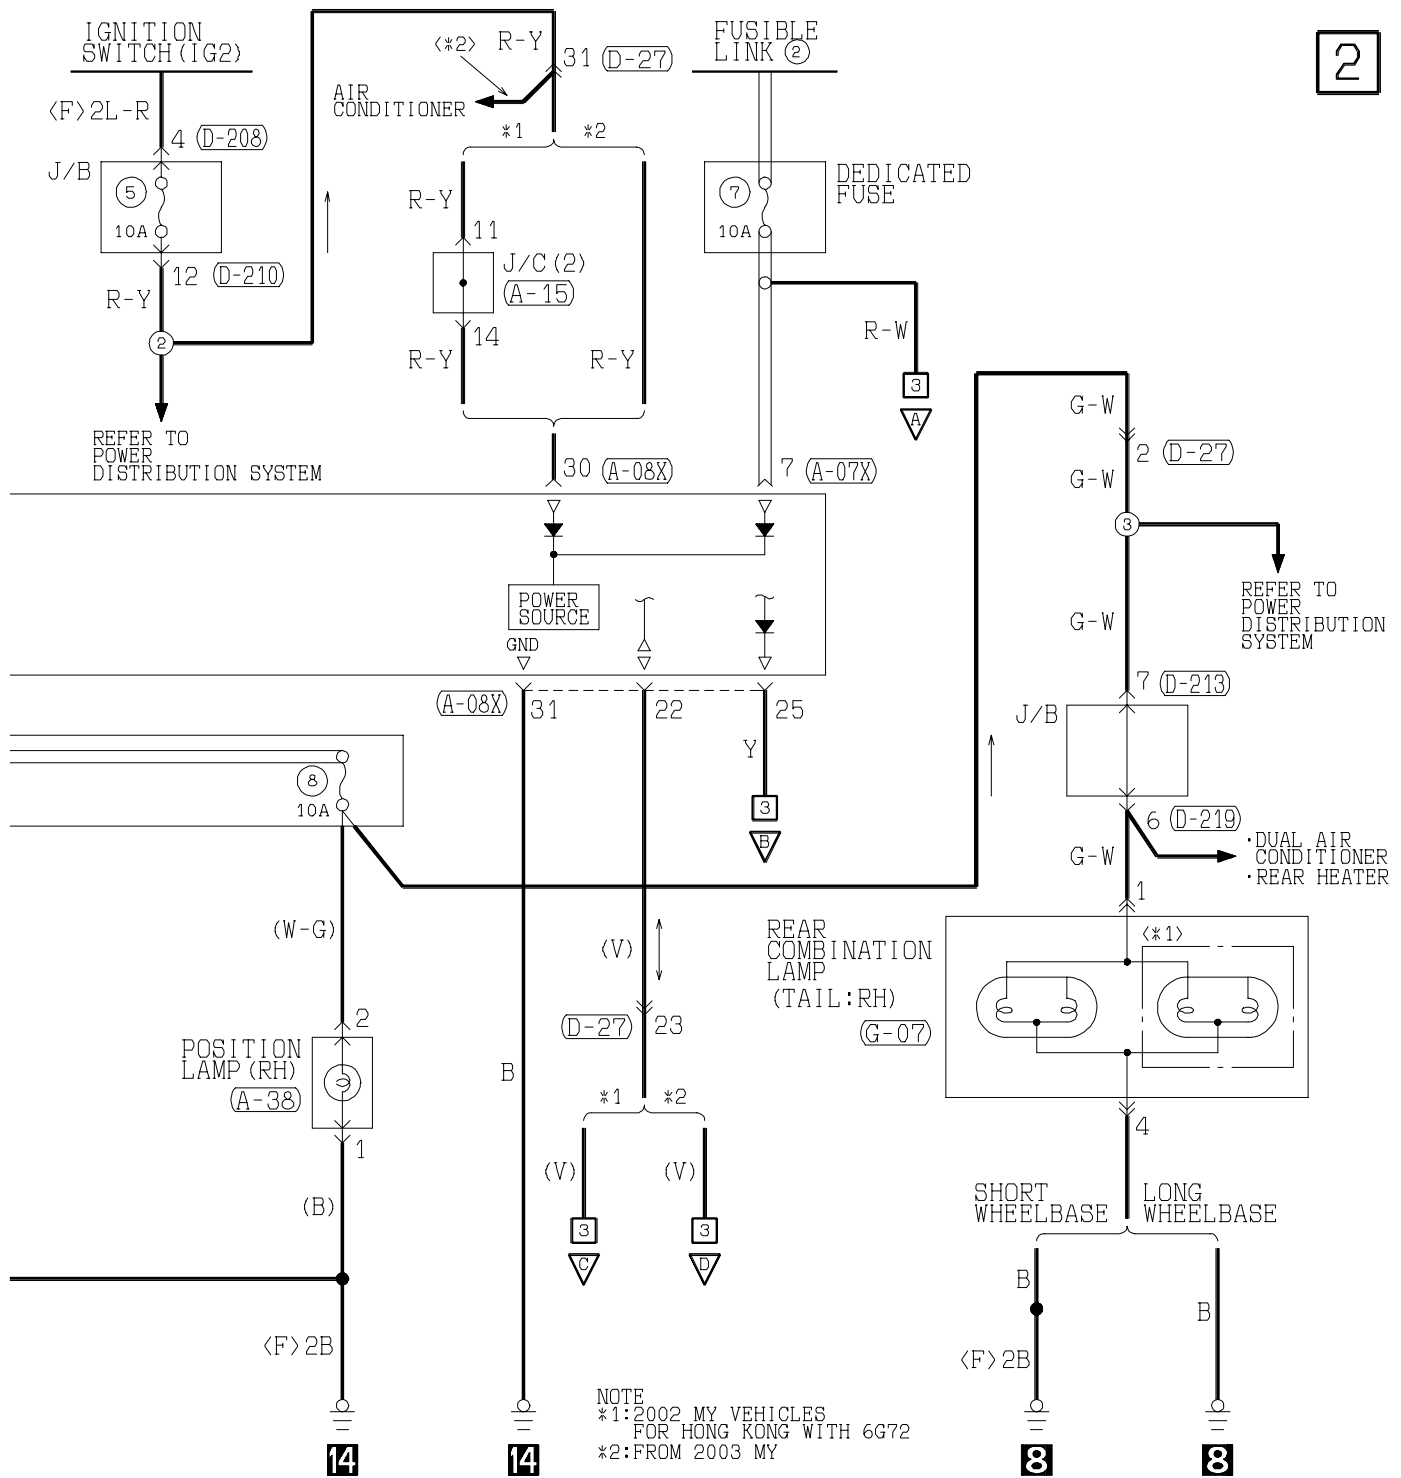 IGNITION
SWITCH(IG2)
<F>2L-R
4 (D-208)
J/B
5
10A
12 (D-210)
R-Y
2
REFER TO
POWER
DISTRIBUTION SYSTEM
<*2>
R-Y
31 (D-27)
AIR
CONDITIONER
*1
*2
R-Y
11
J/C(2)
(A-15)
14
R-Y
R-Y
30 (A-08X)
FUSIBLE
LINK 2
DEDICATED
FUSE
7
10A
R-W
3
A
7 (A-07X)
2
G-W
2 (D-27)
G-W
3
REFER TO
POWER
DISTRIBUTION
SYSTEM
G-W
7 (D-213)
J/B
6 (D-219)
·DUAL AIR
CONDITIONER
·REAR HEATER
G-W
1
POWER
SOURCE
GND
(A-08X)
31
22
25
Y
3
B
8
10A
(W-G)
2
POSITION
LAMP(RH)
(A-38)
1
(B)
<F>2B
14
B
14
(V)
(D-27)
23
*1
*2
(V)
(V)
3
3
C
D
REAR
COMBINATION
LAMP
(TAIL:RH)
(G-07)
<*1>
4
SHORT
WHEELBASE
LONG
WHEELBASE
B
B
<F>2B
8
8
NOTE
*1:2002 MY VEHICLES
FOR HONG KONG WITH 6G72
*2:FROM 2003 MY